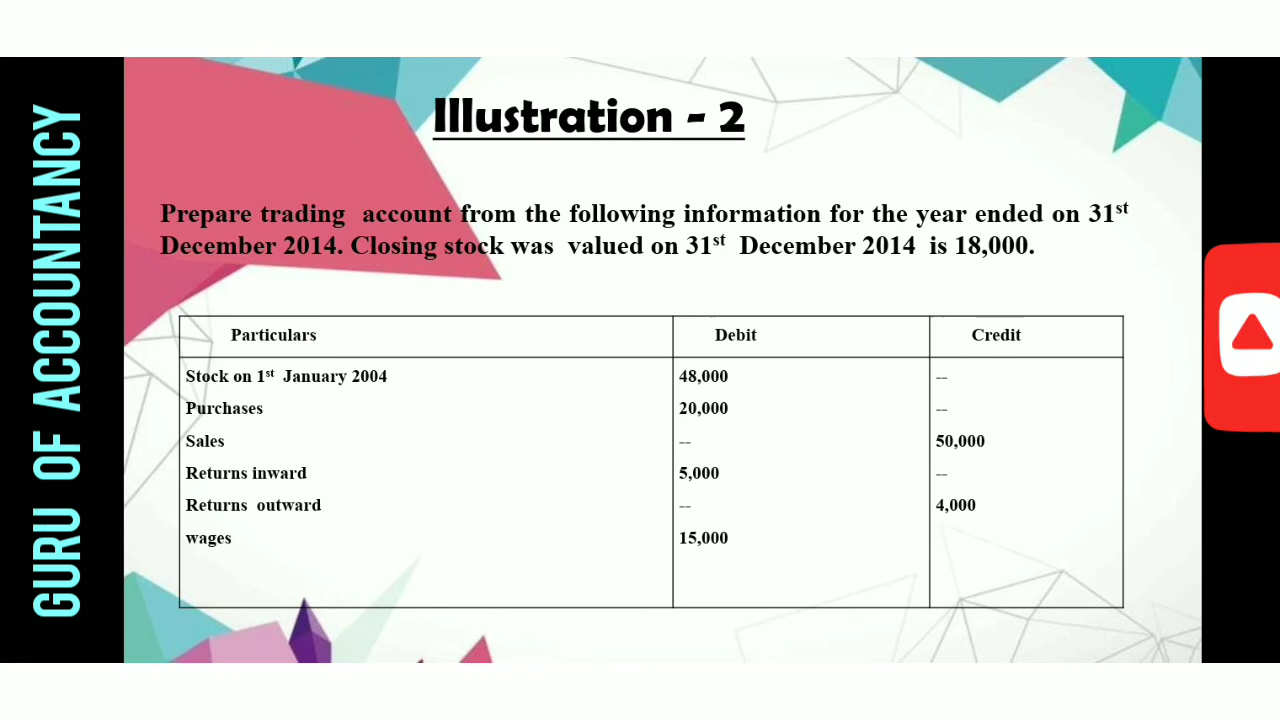 GURU OF ACCOUNTANCY
Illustration - 2
Prepare trading account from the following information for the year ended on 31st
December 2014. Closing stock was valued on 31st December 2014 is 18,000.
Particulars Debit Credit
Stock on 1st January 2004 48,000 --
Purchases 20,000 --
Sales -- 50,000
Returns inward 5,000 --
Returns outward -- 4,000
wages 15,000